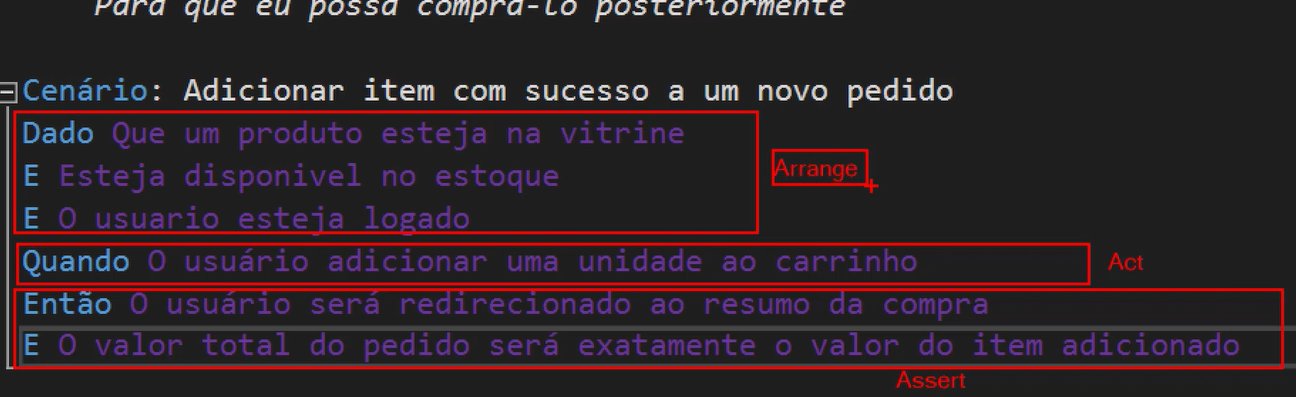 Para que eu possa comprá-lo posteriormente
Cenário: Adicionar item com sucesso a um novo pedido
Dado Que um produto esteja na vitrine
E Esteja disponivel no estoque
Arrange
E O usuario esteja logado
Quando O usuário adicionar uma unidade ao carrinho
Act
Então O usuário será redirecionado ao resumo da compra
E O valor total do pedido será exatamente o valor do item adicionado
Assert